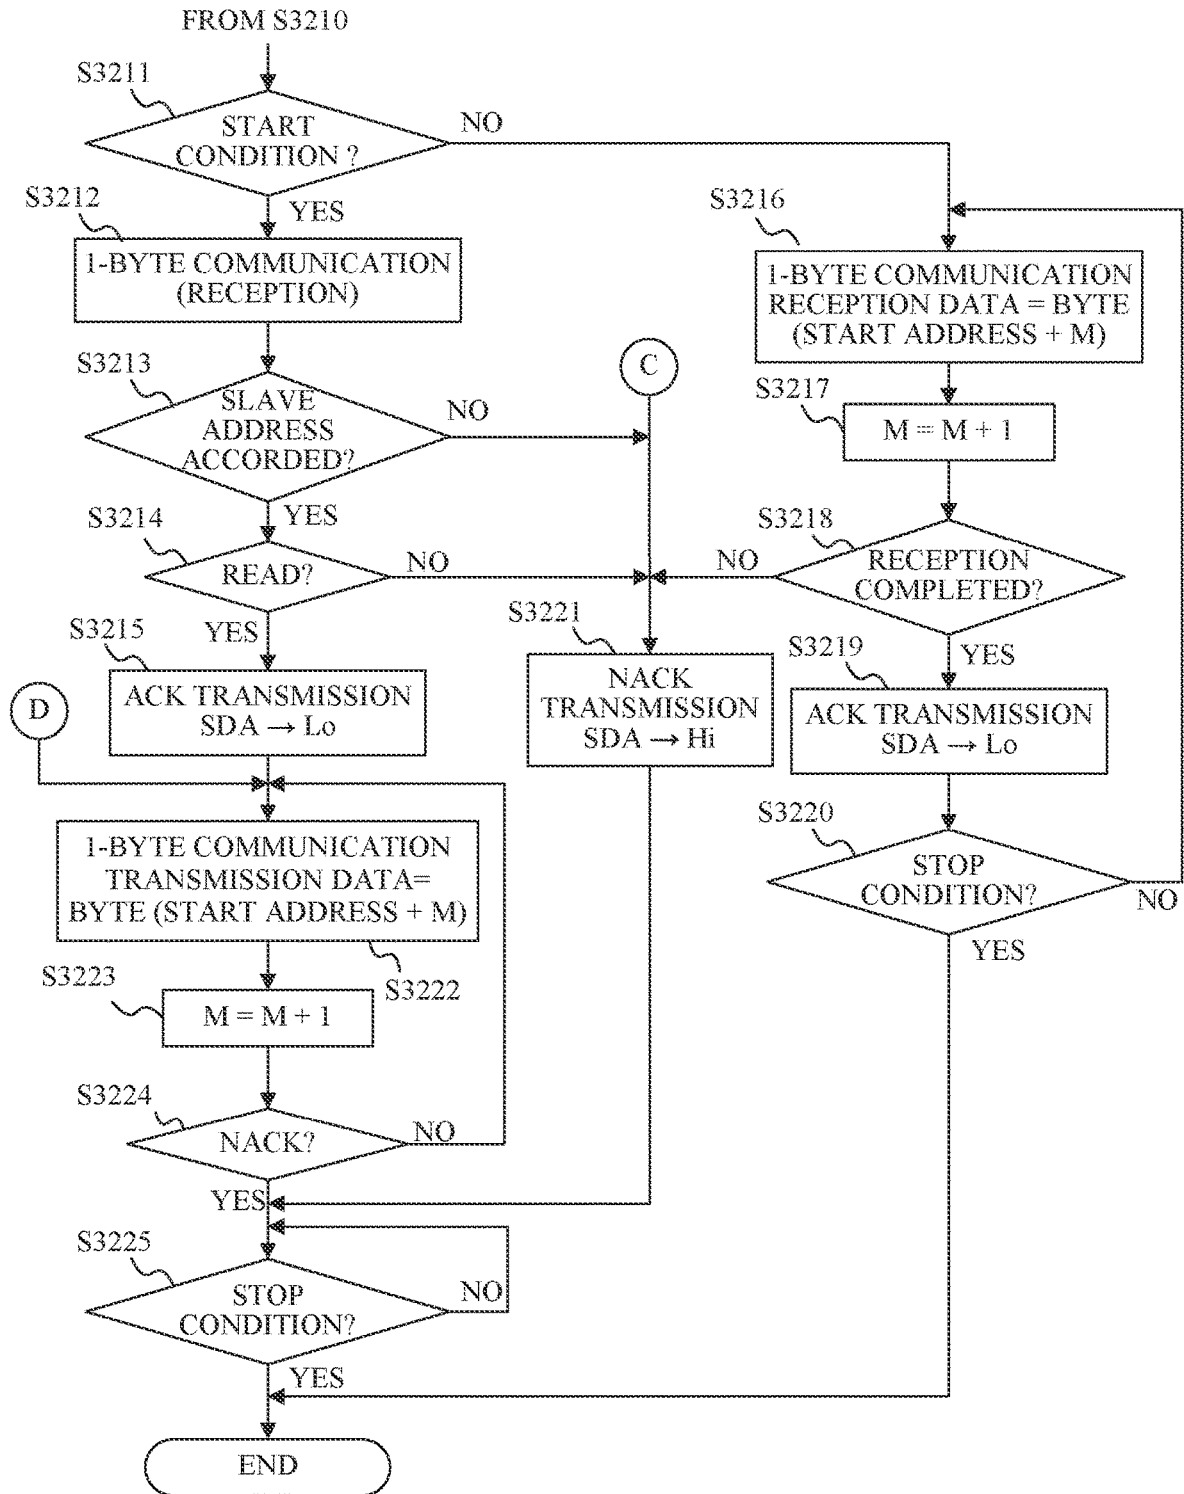 FROM S3210
S3211
START
CONDITION ?
NO
YES
S3212
1-BYTE COMMUNICATION
(RECEPTION)
S3213
SLAVE
ADDRESS
ACCORDED?
NO
YES
C
S3214
READ?
NO
YES
S3215
ACK TRANSMISSION
SDA → Lo
D
S3216
1-BYTE COMMUNICATION
RECEPTION DATA = BYTE
(START ADDRESS + M)
S3217
M = M + 1
S3218
RECEPTION
COMPLETED?
NO
YES
S3219
ACK TRANSMISSION
SDA → Lo
S3220
STOP
CONDITION?
NO
YES
S3221
NACK
TRANSMISSION
SDA → Hi
1-BYTE COMMUNICATION
TRANSMISSION DATA=
BYTE (START ADDRESS + M)
S3222
S3223
M = M + 1
S3224
NACK?
NO
YES
S3225
STOP
CONDITION?
NO
YES
END